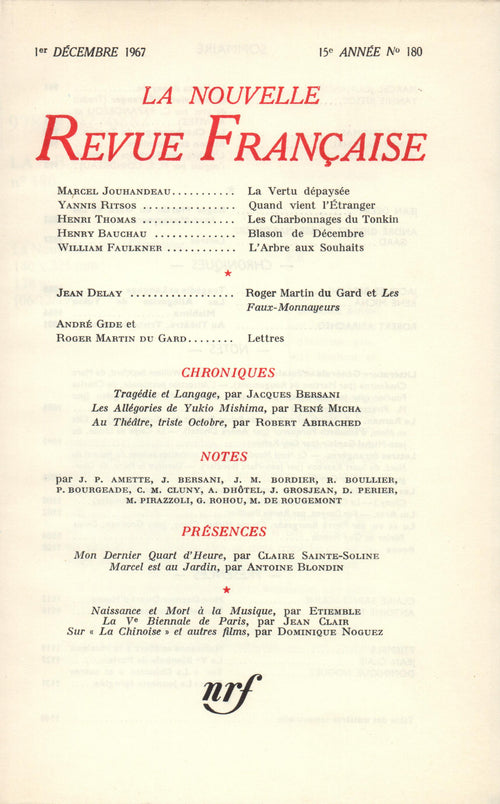 1er DÉCEMBRE 1967 15e ANNÉE No 180
LA NOUVELLE
REVUE FRANÇAISE
MARCEL JOUHANDEAU.......... La Vertu dépaysée
YANNIS RITSOS ................ Quand vient l'Étranger
HENRI THOMAS ................ Les Charbonnages du Tonkin
HENRY BAUCHAU .............. Blason de Décembre
WILLIAM FAULKNER ............ L'Arbre aux Souhaits
*
JEAN DELAY .................. Roger Martin du Gard et Les
Faux-Monnayeurs
ANDRÉ GIDE et
ROGER MARTIN DU GARD........ Lettres
CHRONIQUES
Tragédie et Langage, par JACQUES BERSANI
Les Allégories de Yukio Mishima, par RENÉ MICHA
Au Théâtre, triste Octobre, par ROBERT ABIRACHED
NOTES
par J. P. AMETTE, J. BERSANI, J. M. BORDIER, R. BOULLIER,
P. BOURGEADE, C. M. CLUNY, A. DHÔTEL, J. GROSJEAN, D. PERIER,
M. PIRAZZOLI, G. ROHOU, M. DE ROUGEMONT
PRÉSENCES
Mon Dernier Quart d'Heure, par CLAIRE SAINTE-SOLINE
Marcel est au Jardin, par ANTOINE BLONDIN
*
Naissance et Mort à la Musique, par ETIEMBLE
La Ve Biennale de Paris, par JEAN CLAIR
Sur « La Chinoise » et autres films, par DOMINIQUE NOGUEZ
nrf